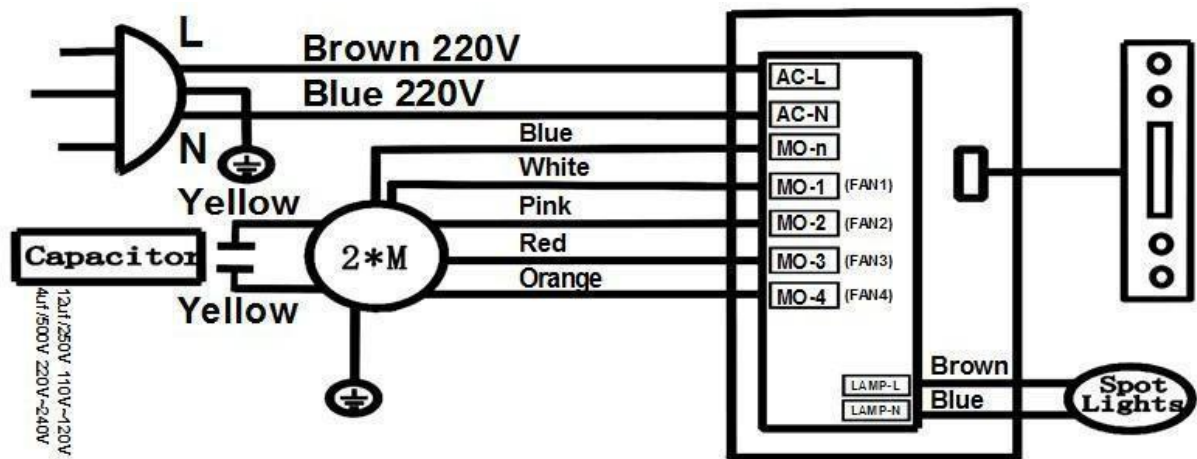 L
Brown 220V
Blue 220V
N
Yellow
Capacitor
Yellow
12uf/250V 110V~120V
4uf/500V 220V~240V
2*M
Blue
White
Pink
Red
Orange
AC-L
AC-N
MO-n
MO-1 (FAN1)
MO-2 (FAN2)
MO-3 (FAN3)
MO-4 (FAN4)
LAMP-L
LAMP-N
Brown
Blue
Spot
Lights